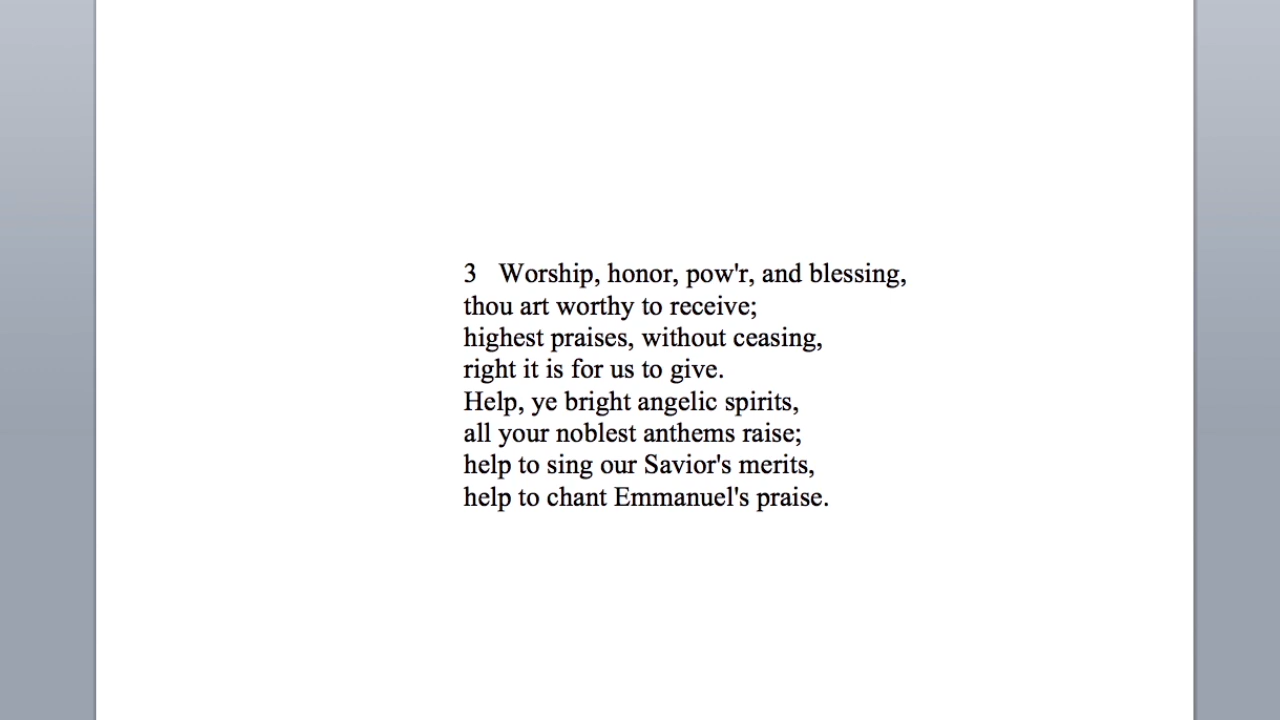 3 Worship, honor, pow'r, and blessing,
thou art worthy to receive;
highest praises, without ceasing,
right it is for us to give.
Help, ye bright angelic spirits,
all your noblest anthems raise;
help to sing our Savior's merits,
help to chant Emmanuel's praise.